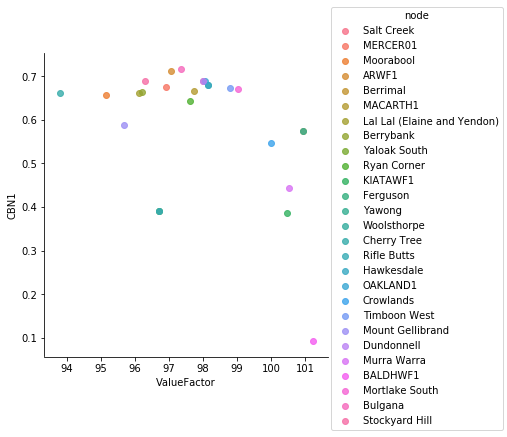 node
Salt Creek
MERCER01
Moorabool
ARWF1
Berrimal
MACARTH1
Lal Lal (Elaine and Yendon)
Berrybank
Yaloak South
Ryan Corner
KIATAWF1
Ferguson
Yawong
Woolsthorpe
Cherry Tree
Rifle Butts
Hawkesdale
OAKLAND1
Crowlands
Timboon West
Mount Gellibrand
Dundonnell
Murra Warra
BALDHWF1
Mortlake South
Bulgana
Stockyard Hill
CBN1
0.7
0.6
0.5
0.4
0.3
0.2
0.1
94 95 96 97 98 99 100 101
ValueFactor